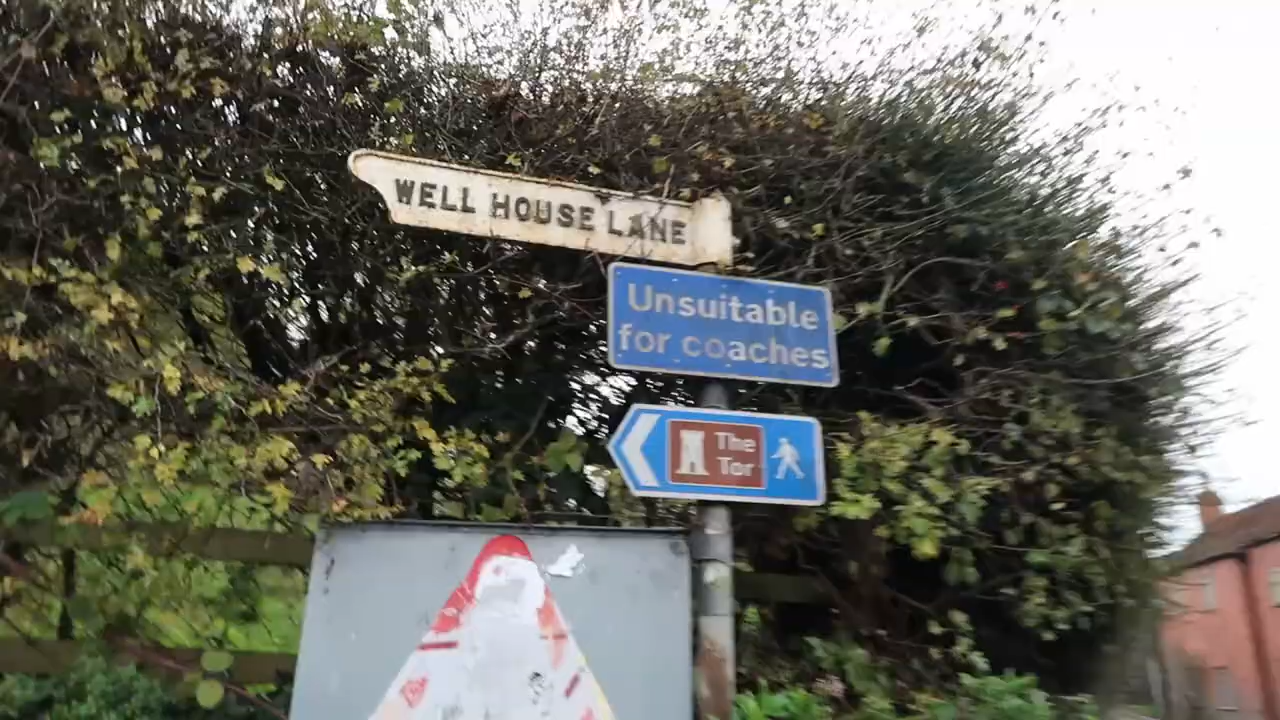 WELL HOUSE LANE
Unsuitable
for coaches
The
Tor